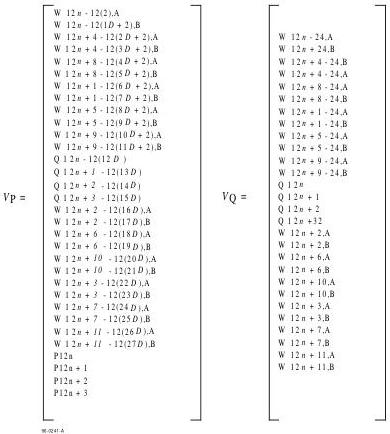 W 12n - 12(2),A
W 12n - 12(1D + 2),B
W 12n + 4 - 12(2D + 2),A
W 12n + 4 - 12(3D + 2),B
W 12n + 8 - 12(4D + 2),A
W 12n + 8 - 12(5D + 2),B
W 12n + 1 - 12(6D + 2),A
W 12n + 1 - 12(7D + 2),B
W 12n + 5 - 12(8D + 2),A
W 12n + 5 - 12(9D + 2),B
W 12n + 9 - 12(10D + 2),A
W 12n + 9 - 12(11D + 2),B
Q 12n - 12(12D)
Q 12n + 1 - 12(13D)
Q 12n + 2 - 12(14D)
Q 12n + 3 - 12(15D)
VP =
W 12n + 2 - 12(16D),A
W 12n + 2 - 12(17D),B
W 12n + 6 - 12(18D),A
W 12n + 6 - 12(19D),B
W 12n + 10 - 12(20D),A
W 12n + 10 - 12(21D),B
W 12n + 3 - 12(22D),A
W 12n + 3 - 12(23D),B
W 12n + 7 - 12(24D),A
W 12n + 7 - 12(25D),B
W 12n + 11 - 12(26D),A
W 12n + 11 - 12(27D),B
P12n
P12n + 1
P12n + 2
P12n + 3
VQ =
W 12n - 24,A
W 12n + 24,B
W 12n + 4 - 24,A
W 12n + 4 - 24,B
W 12n + 8 - 24,A
W 12n + 8 - 24,B
W 12n + 1 - 24,A
W 12n + 1 - 24,B
W 12n + 5 - 24,A
W 12n + 5 - 24,B
W 12n + 9 - 24,A
W 12n + 9 - 24,B
Q 12n
Q 12n + 1
Q 12n + 2
Q 12n +32
W 12n + 2,A
W 12n + 2,B
W 12n + 6,A
W 12n + 6,B
W 12n + 10,A
W 12n + 10,B
W 12n + 3,A
W 12n + 3,B
W 12n + 7,A
W 12n + 7,B
W 12n + 11,A
W 12n + 11,B
96-0241-A